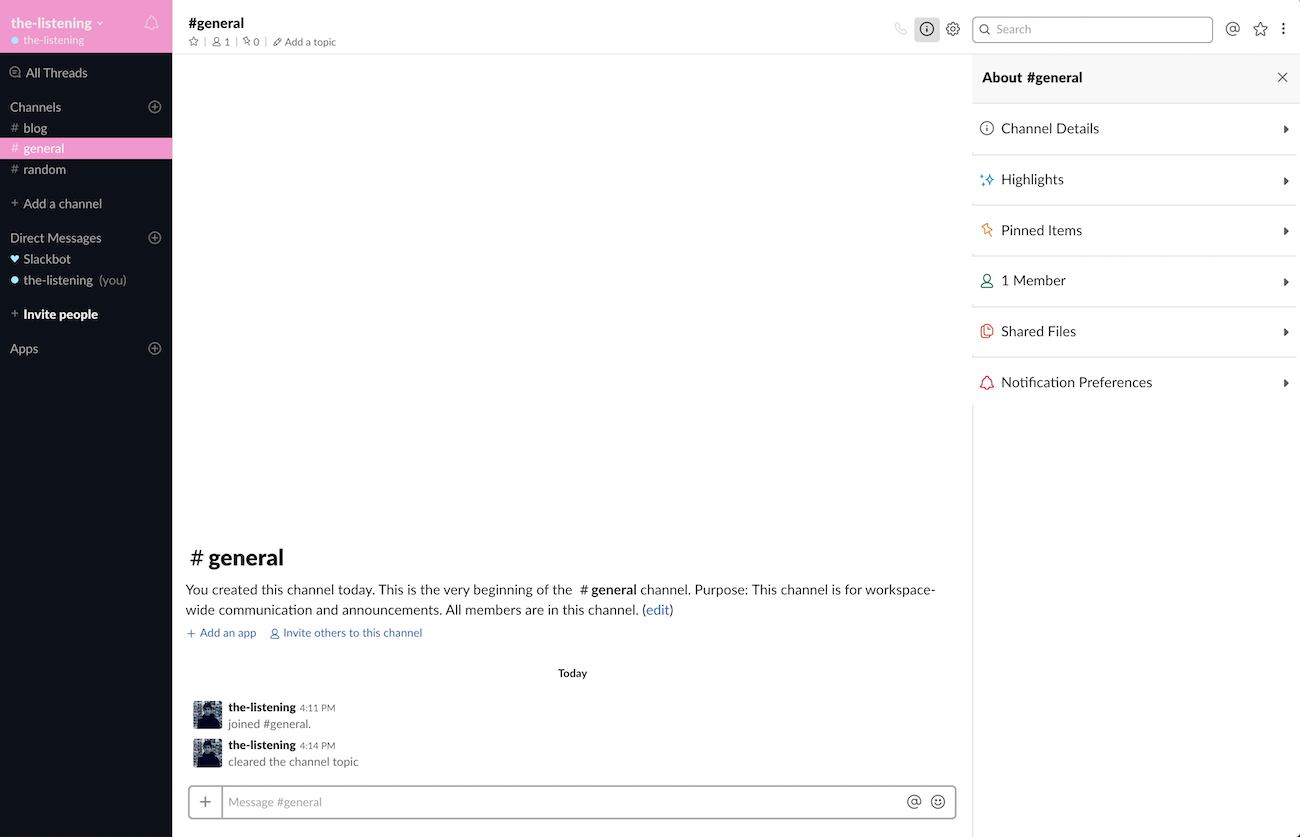 the-listening
the-listening
All Threads
Channels
# blog
# general
# random
+ Add a channel
Direct Messages
Slackbot
the-listening (you)
+ Invite people
Apps
#general
1 | 0 | Add a topic
Search
About #general
Channel Details
Highlights
Pinned Items
1 Member
Shared Files
Notification Preferences
# general
You created this channel today. This is the very beginning of the # general channel. Purpose: This channel is for workspace-
wide communication and announcements. All members are in this channel. (edit)
+ Add an app Invite others to this channel
Today
the-listening 4:11 PM
joined #general.
the-listening 4:14 PM
cleared the channel topic
+ Message #general @